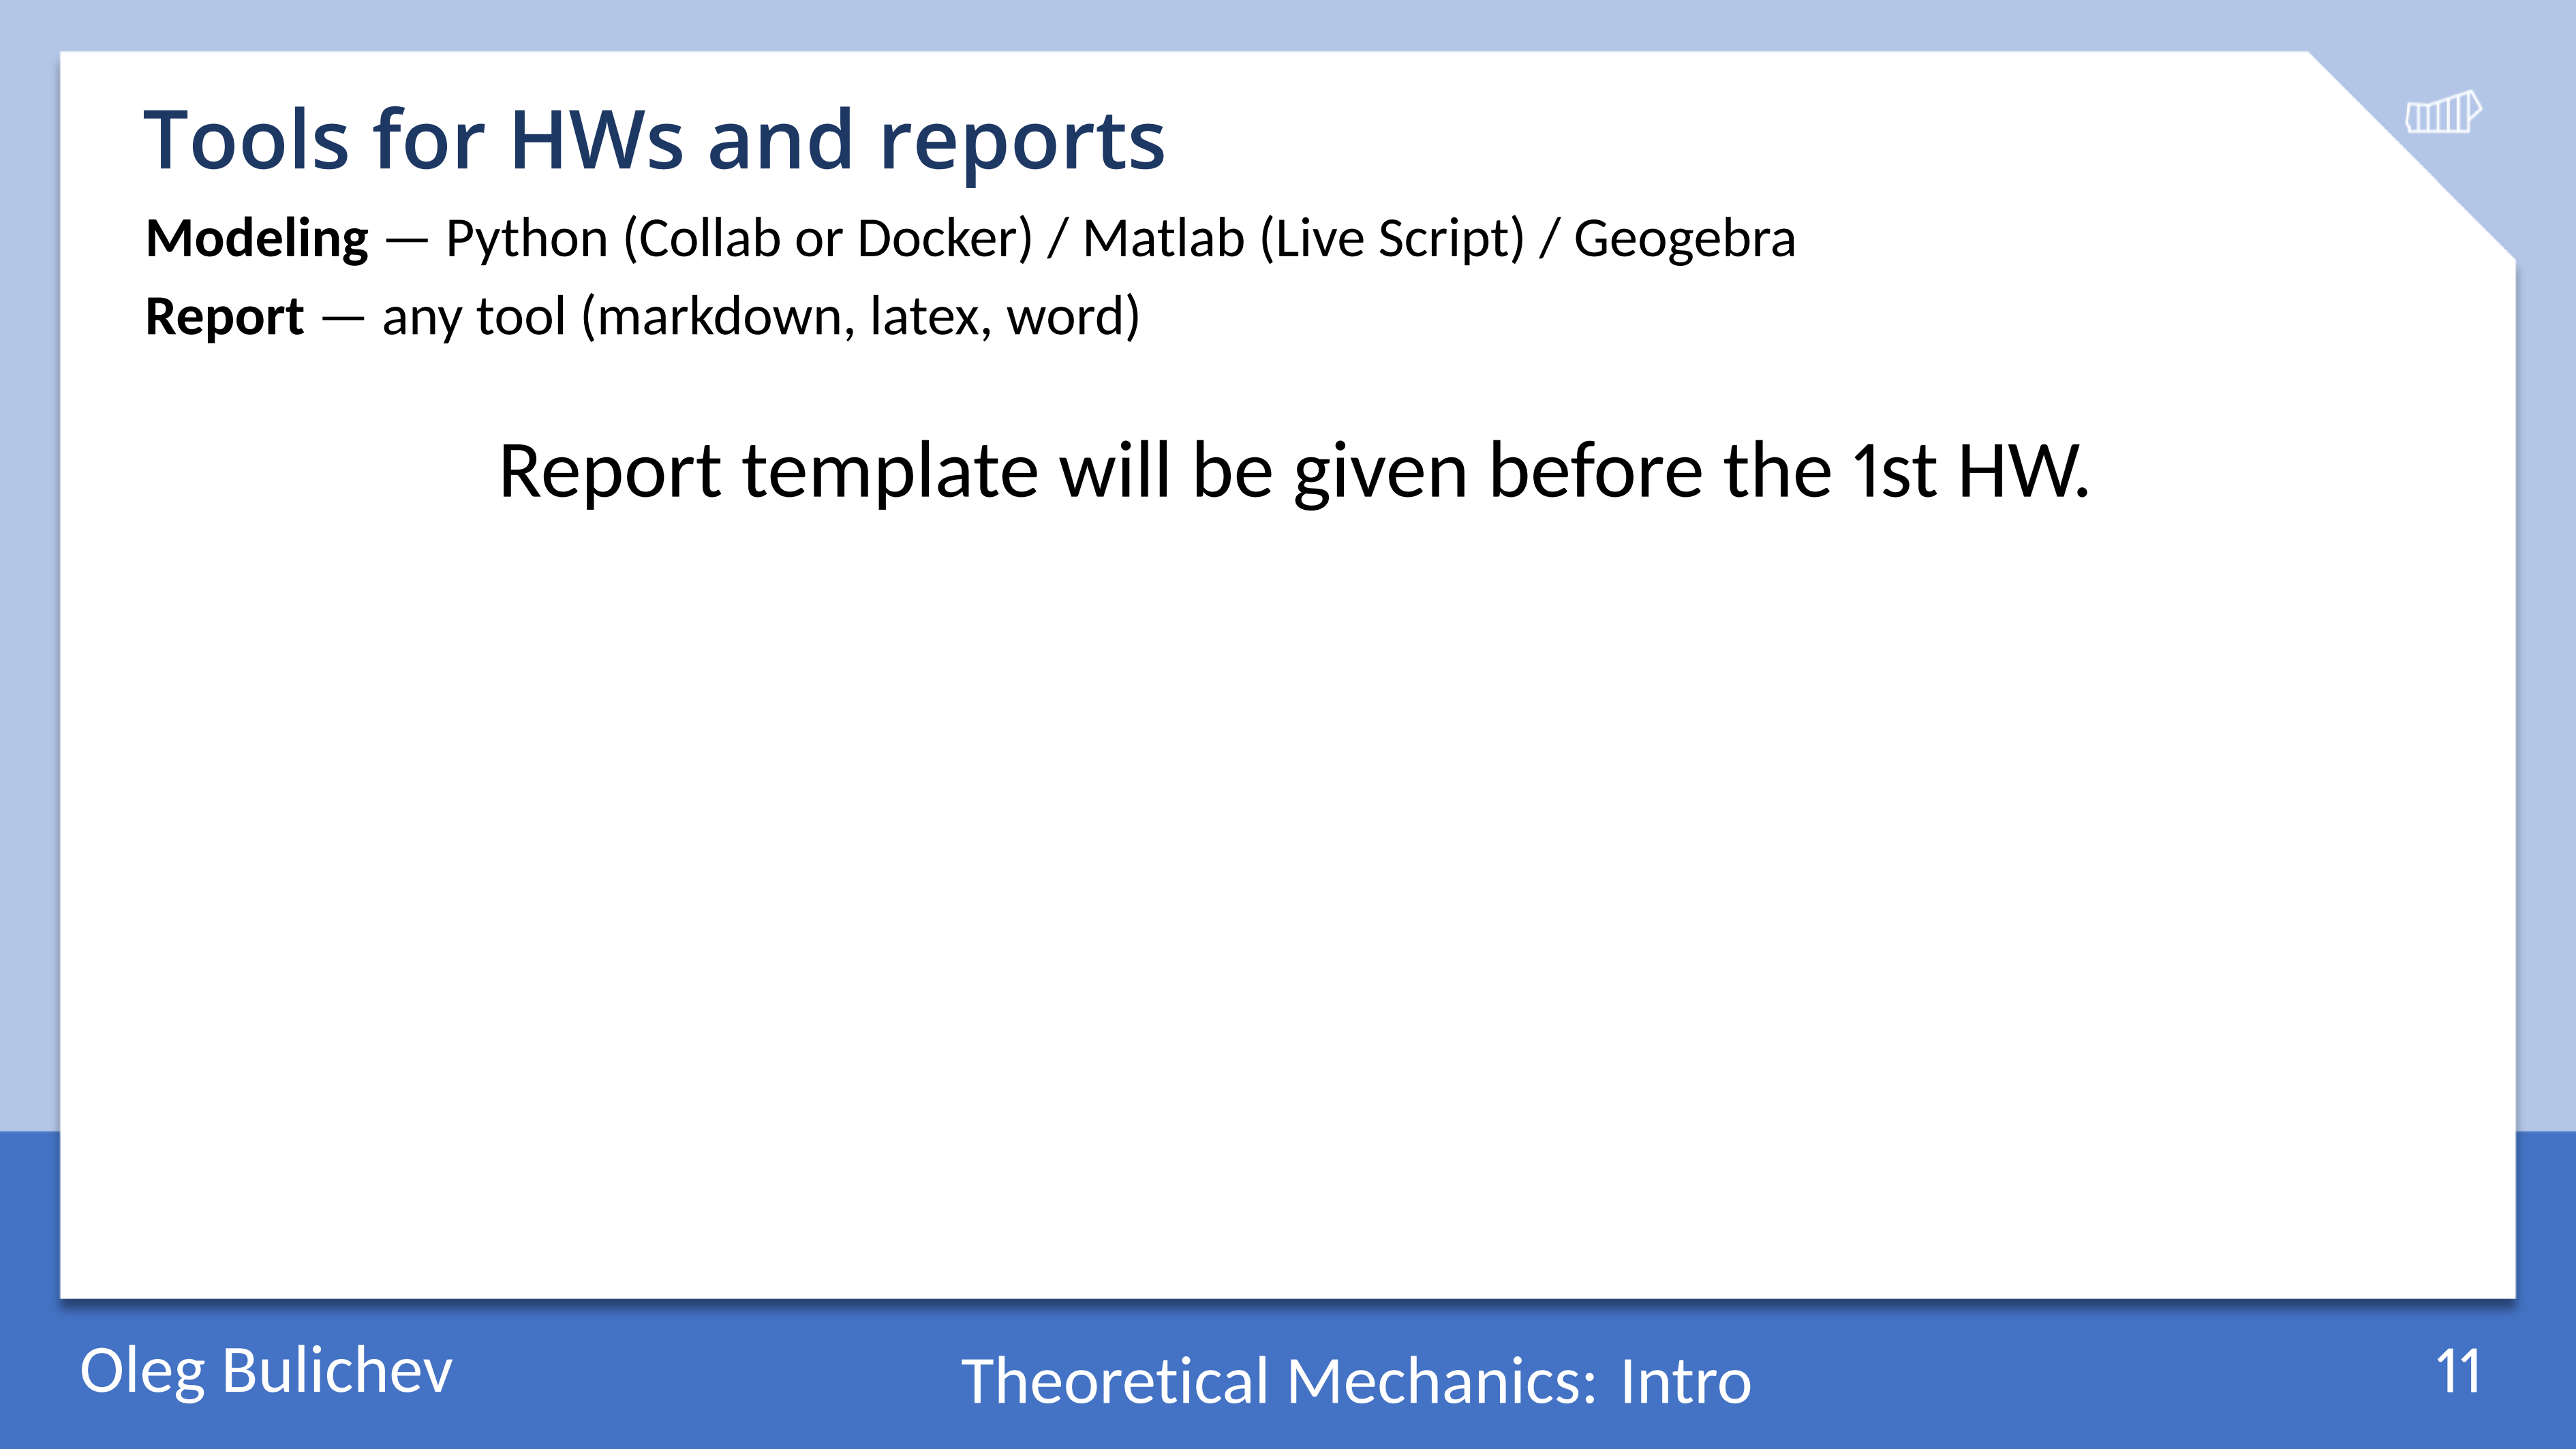 Tools for HWs and reports
Modeling — Python (Collab or Docker) / Matlab (Live Script) / Geogebra
Report — any tool (markdown, latex, word)
Report template will be given before the 1st HW.
Oleg Bulichev
Theoretical Mechanics: Intro
11